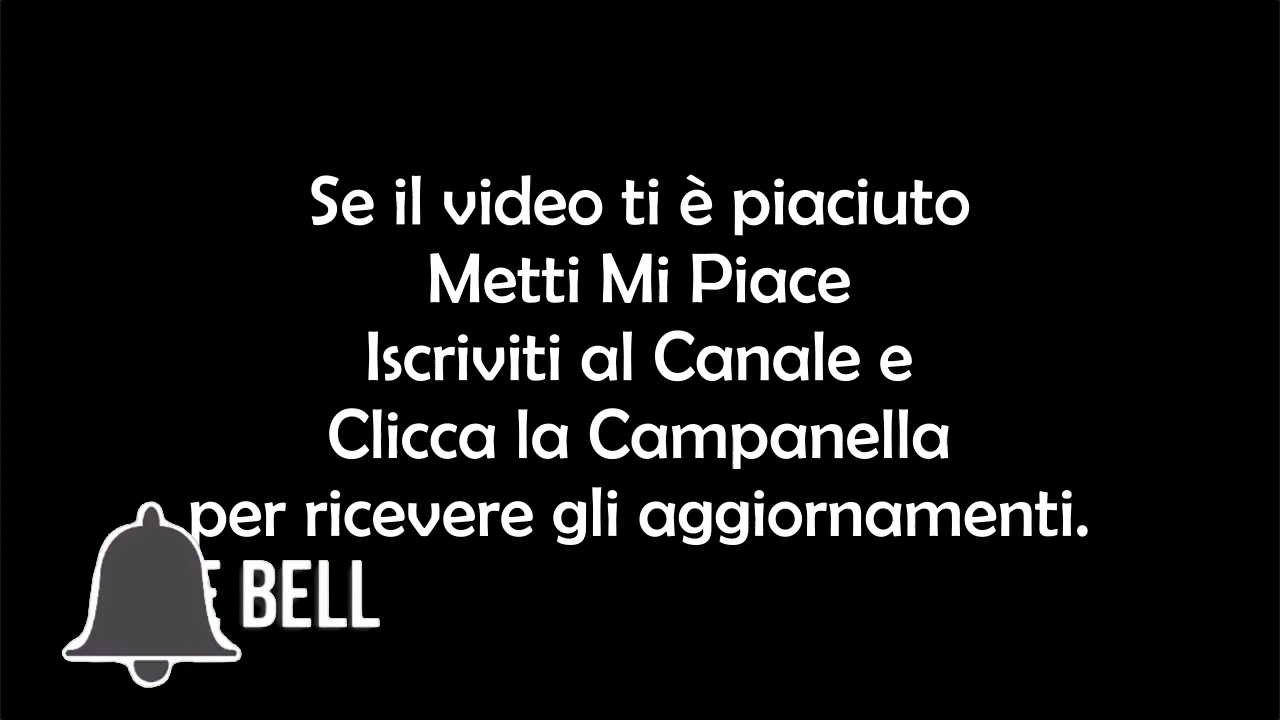 Se il video ti è piaciuto
Metti Mi Piace
Iscriviti al Canale e
Clicca la Campanella
per ricevere gli aggiornamenti.
BELL